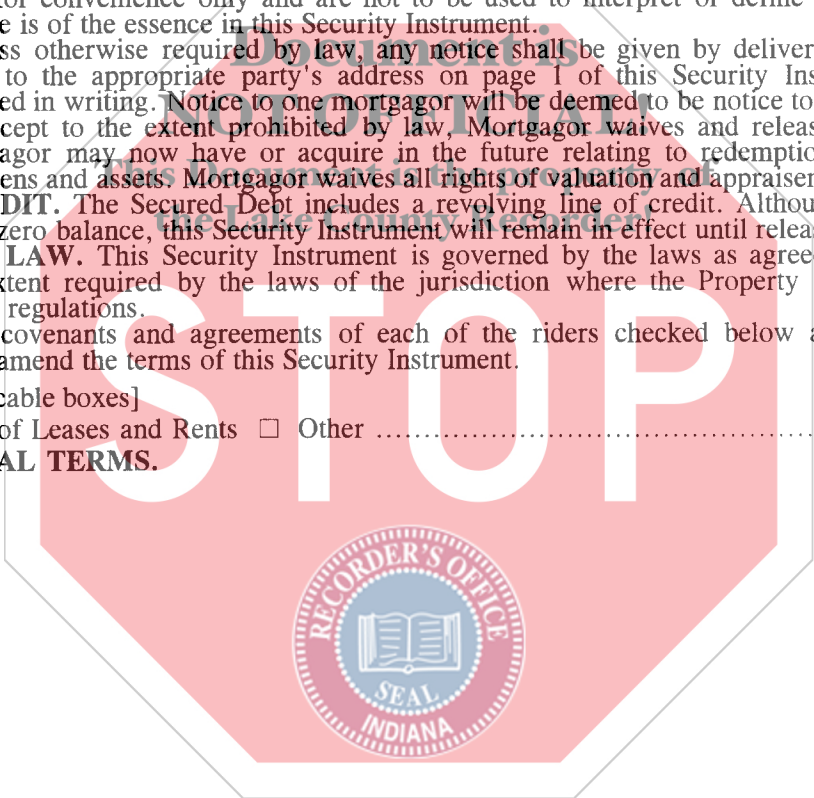 for convenience only and are not to be used to interpret or define
e is of the essence in this Security Instrument.
ss otherwise required by law, any notice shall be given by deliver
to the appropriate party's address on page 1 of this Security Ins
ed in writing. Notice to one mortgagor will be deemed to be notice to
cept to the extent prohibited by law, Mortgagor waives and releas
agor may now have or acquire in the future relating to redemptio
ens and assets. Mortgagor waives all rights of valuation and appraisen
DIT. The Secured Debt includes a revolving line of credit. Althou
zero balance, this Security Instrument will remain in effect until relea
LAW. This Security Instrument is governed by the laws as agree
xtent required by the laws of the jurisdiction where the Property
regulations.
covenants and agreements of each of the riders checked below a
amend the terms of this Security Instrument.
cable boxes]
of Leases and Rents ☐ Other ..............................................
AL TERMS.
Document is
NOT OFFICIAL!
This Document is the property of
the Lake County Recorder!
STOP
RECORDER'S OFFICE
SEAL
INDIANA